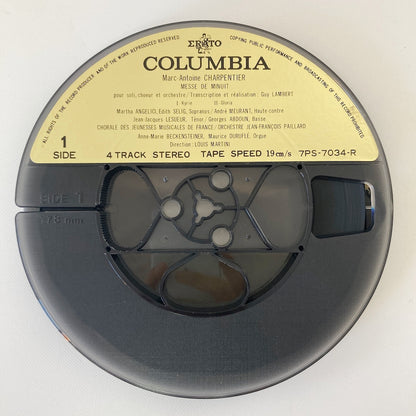 ERATO
ALL RIGHTS OF THE RECORD PRODUCER AND OF THE WORK REPRODUCED RESERVED
COPYING PUBLIC PERFORMANCE AND BROADCASTING OF THIS RECORD PROHIBITED
COLUMBIA
Marc-Antoine CHARPENTIER
MESSE DE MINUIT
pour soli, choeur et orchestre/Transcription et réalisation: Guy LAMBERT
I-Kyrie II-Gloria
Martha ANGELICI, Edith SELIG, Sopranos/André MEURANT, Haute-contre
Jean-Jacques LESUEUR, Ténor/Georges ABDOUN, Basse
CHORALE DES JEUNESSES MUSICALES DE FRANCE/ORCHESTRE JEAN-FRANÇOIS PAILLARD
Anne-Marie BECKENSTEINER, Maurice DURUFLÉ, Orgue
Direction: LOUIS MARTINI
1
SIDE
4 TRACK STEREO TAPE SPEED 19cm/s 7PS-7034-R
SIDE 1